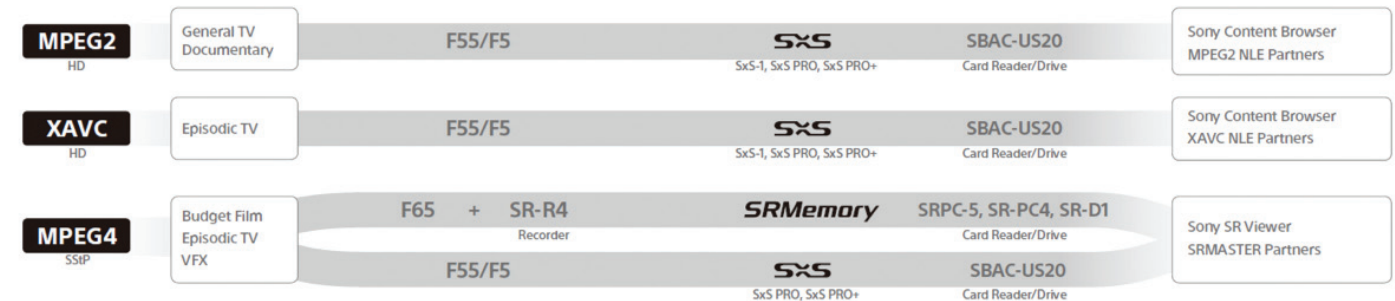 MPEG2
HD
General TV
Documentary
F55/F5
SxS
SxS-1, SxS PRO, SxS PRO+
SBAC-US20
Card Reader/Drive
Sony Content Browser
MPEG2 NLE Partners
XAVC
HD
Episodic TV
F55/F5
SxS
SxS-1, SxS PRO, SxS PRO+
SBAC-US20
Card Reader/Drive
Sony Content Browser
XAVC NLE Partners
MPEG4
SStP
Budget Film
Episodic TV
VFX
F65 + SR-R4
Recorder
SRMemory
SRPC-5, SR-PC4, SR-D1
Card Reader/Drive
F55/F5
SxS
SxS PRO, SxS PRO+
SBAC-US20
Card Reader/Drive
Sony SR Viewer
SRMASTER Partners